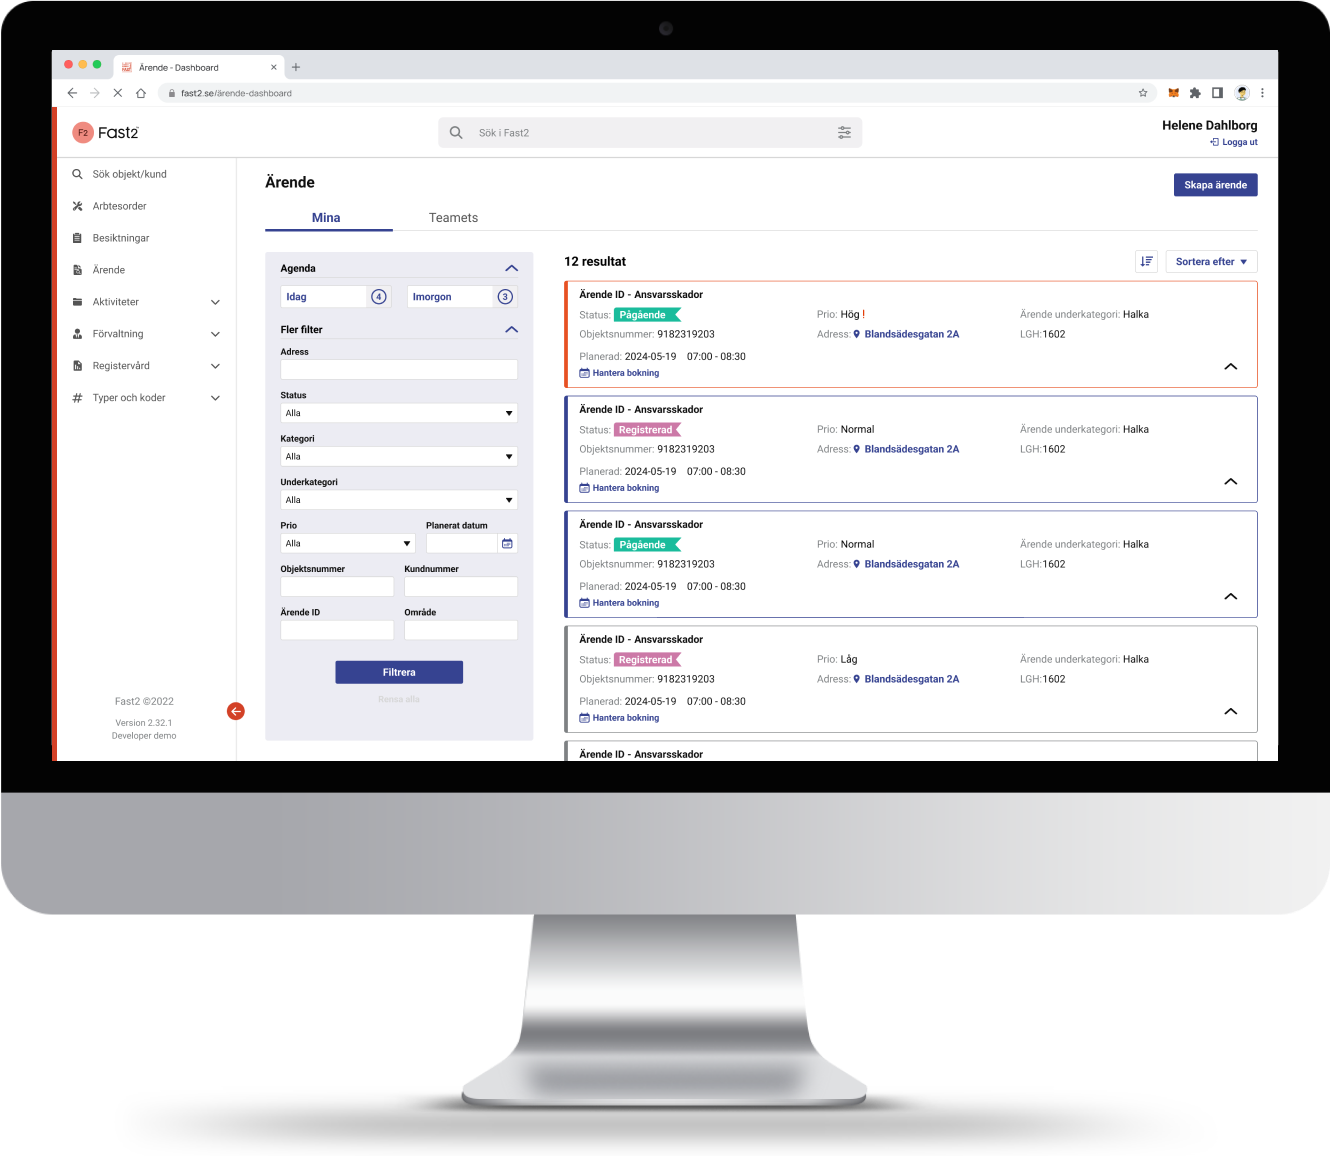 Ärende - Dashboard
fast2.se/ärende-dashboard
F2 Fast2
Sök i Fast2
Helene Dahlborg
Logga ut
Sök objekt/kund
Arbtesorder
Besiktningar
Ärende
Aktiviteter
Förvaltning
Registervård
Typer och koder
Fast2 ©2022
Version 2.32.1
Developer demo
Ärende
Skapa ärende
Mina Teamets
Agenda
Idag 4 Imorgon 3
Fler filter
Adress
Status
Alla
Kategori
Alla
Underkategori
Alla
Prio Planerat datum
Alla
Objektsnummer Kundnummer
Ärende ID Område
Filtrera
Rensa alla
12 resultat
Sortera efter
Ärende ID - Ansvarsskador
Status: Pågående Prio: Hög ! Ärende underkategori: Halka
Objektsnummer: 9182319203 Adress: Blandsädesgatan 2A LGH:1602
Planerad: 2024-05-19 07:00 - 08:30
Hantera bokning
Ärende ID - Ansvarsskador
Status: Registrerad Prio: Normal Ärende underkategori: Halka
Objektsnummer: 9182319203 Adress: Blandsädesgatan 2A LGH:1602
Planerad: 2024-05-19 07:00 - 08:30
Hantera bokning
Ärende ID - Ansvarsskador
Status: Pågående Prio: Normal Ärende underkategori: Halka
Objektsnummer: 9182319203 Adress: Blandsädesgatan 2A LGH:1602
Planerad: 2024-05-19 07:00 - 08:30
Hantera bokning
Ärende ID - Ansvarsskador
Status: Registrerad Prio: Låg Ärende underkategori: Halka
Objektsnummer: 9182319203 Adress: Blandsädesgatan 2A LGH:1602
Planerad: 2024-05-19 07:00 - 08:30
Hantera bokning
Ärende ID - Ansvarsskador